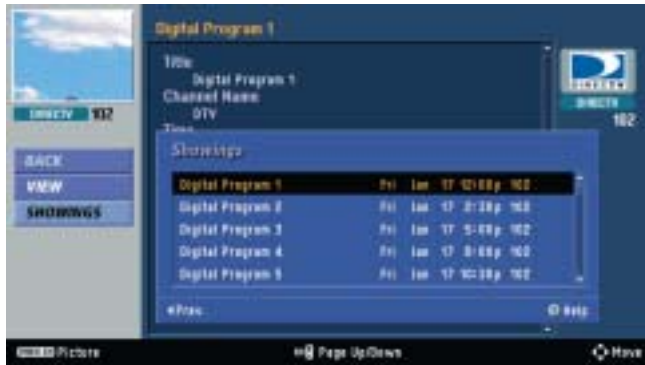 Digital Program 1
Title
Digital Program 1
Channel Name
DTV
Time
DIRECTV
DIRECTV 102
DIRECTV
102
BACK
VIEW
SHOWINGS
Showings
Digital Program 1 Fri Jan 17 102
Digital Program 2 Fri Jan 17 2:30p 102
Digital Program 3 Fri Jan 17 5:00p 102
Digital Program 4 Fri Jan 17 8:00p 102
Digital Program 5 Fri Jan 17 10:30p 102
Prev.
Help
Picture
Page Up/Down
Move